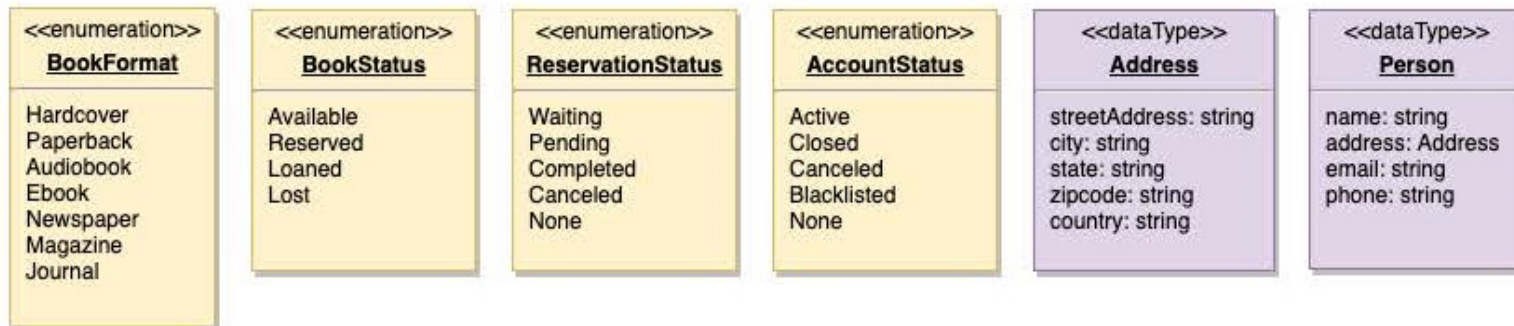 <<enumeration>>
BookFormat
Hardcover
Paperback
Audiobook
Ebook
Newspaper
Magazine
Journal
<<enumeration>>
BookStatus
Available
Reserved
Loaned
Lost
<<enumeration>>
ReservationStatus
Waiting
Pending
Completed
Canceled
None
<<enumeration>>
AccountStatus
Active
Closed
Canceled
Blacklisted
None
<<dataType>>
Address
streetAddress: string
city: string
state: string
zipcode: string
country: string
<<dataType>>
Person
name: string
address: Address
email: string
phone: string